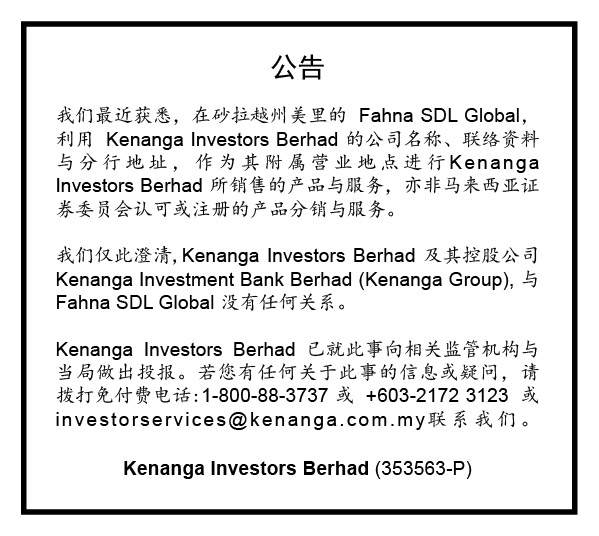 公告
我们最近获悉，在砂拉越州美里的 Fahna SDL Global，
利用 Kenanga Investors Berhad 的公司名称、联络资料
与分行地址，作为其附属营业地点进行Kenanga
Investors Berhad 所销售的产品与服务，亦非马来西亚证
券委员会认可或注册的产品分销与服务。
我们仅此澄清,Kenanga Investors Berhad 及其控股公司
Kenanga Investment Bank Berhad (Kenanga Group), 与
Fahna SDL Global 没有任何关系。
Kenanga Investors Berhad 已就此事向相关监管机构与
当局做出投报。若您有任何关于此事的信息或疑问，请
拨打免付费电话:1-800-88-3737 或 +603-2172 3123 或
investorservices@kenanga.com.my联系我们。
Kenanga Investors Berhad (353563-P)